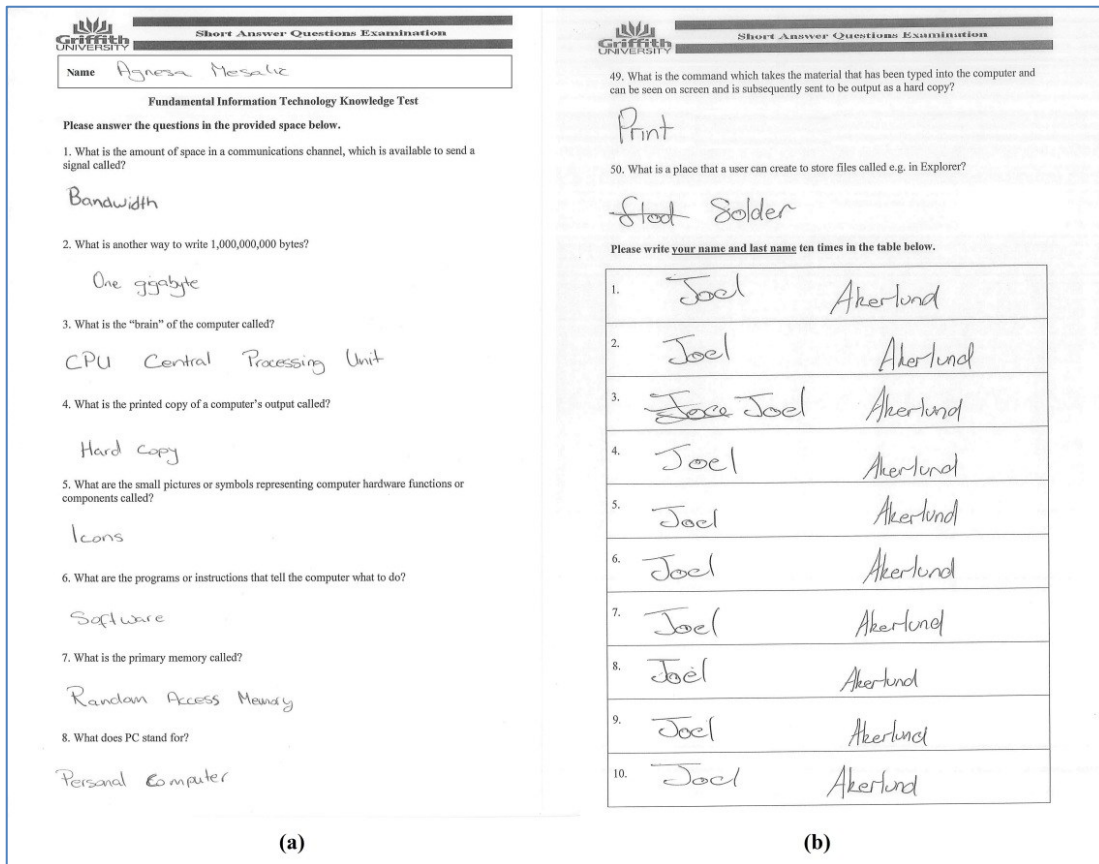 Griffith
UNIVERSITY
Short Answer Questions Examination
Name Agnesa Mesalic
Fundamental Information Technology Knowledge Test
Please answer the questions in the provided space below.
1. What is the amount of space in a communications channel, which is available to send a
signal called?
Bandwidth
2. What is another way to write 1,000,000,000 bytes?
One gigabyte
3. What is the “brain” of the computer called?
CPU Central Processing Unit
4. What is the printed copy of a computer’s output called?
Hard copy
5. What are the small pictures or symbols representing computer hardware functions or
components called?
Icons
6. What are the programs or instructions that tell the computer what to do?
Software
7. What is the primary memory called?
Random Access Memory
8. What does PC stand for?
Personal Computer
(a)
Griffith
UNIVERSITY
Short Answer Questions Examination
49. What is the command which takes the material that has been typed into the computer and
can be seen on screen and is subsequently sent to be output as a hard copy?
Print
50. What is a place that a user can create to store files called e.g. in Explorer?
Solder
Please write your name and last name ten times in the table below.
1. Joel Akerlund
2. Joel Akerlund
3. Joel Akerlund
4. Joel Akerlund
5. Joel Akerlund
6. Joel Akerlund
7. Joel Akerlund
8. Joel Akerlund
9. Joel Akerlund
10. Joel Akerlund
(b)